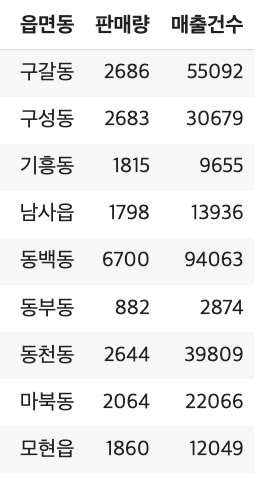 읍면동 판매량 매출건수
구갈동 2686 55092
구성동 2683 30679
기흥동 1815 9655
남사읍 1798 13936
동백동 6700 94063
동부동 882 2874
동천동 2644 39809
마북동 2064 22066
모현읍 1860 12049